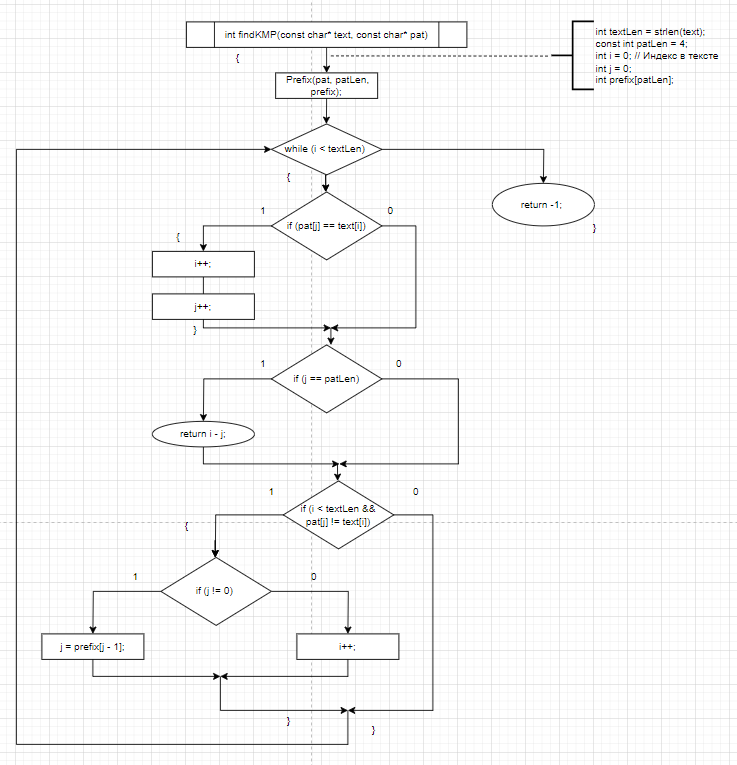 int findKMP(const char* text, const char* pat)
{
int textLen = strlen(text);
const int patLen = 4;
int i = 0; // Индекс в тексте
int j = 0;
int prefix[patLen];
Prefix(pat, patLen,
prefix);
while (i < textLen)
{
return -1;
}
if (pat[j] == text[i])
1
0
{
i++;
j++;
}
if (j == patLen)
1
0
return i - j;
if (i < textLen &&
pat[j] != text[i])
1
0
{
if (j != 0)
1
0
j = prefix[j - 1];
i++;
}
}